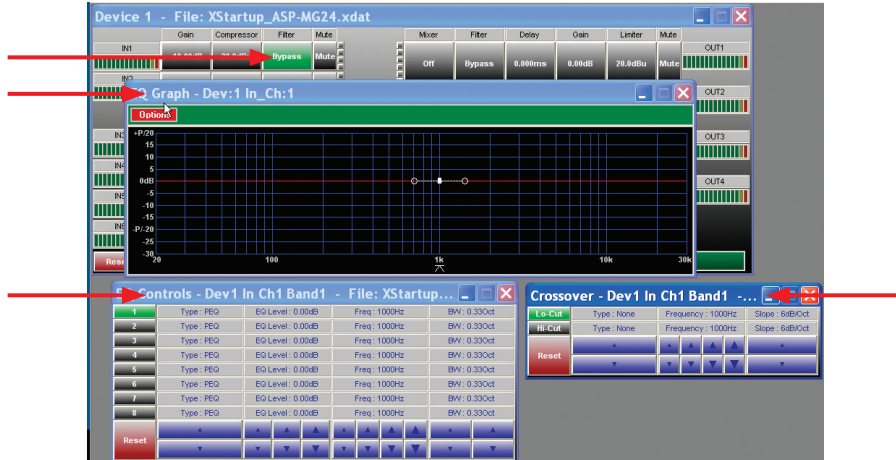 Device 1 - File: XStartup_ASP-MG24.xdat
Gain Compressor Filter Mute Mixer Filter Delay Gain Limiter Mute
IN1 Bypass Mute Off Bypass 0.000ms 0.00dB 20.0dBu Mute OUT1
IN2
EQ Graph - Dev:1 In_Ch:1
OUT2
Options
+P/20
15
10
5
0dB
-5
-10
-15
-P/-20
-25
-30
20 100 1k 10k 30k
IN3
OUT3
IN4
OUT4
IN5
IN6
Controls - Dev1 In Ch1 Band1 - File: XStartup...
1 Type : PEQ EQ Level : 0.00dB Freq : 1000Hz BW : 0.33Oct
2 Type : PEQ EQ Level : 0.00dB Freq : 1000Hz BW : 0.33Oct
3 Type : PEQ EQ Level : 0.00dB Freq : 1000Hz BW : 0.33Oct
4 Type : PEQ EQ Level : 0.00dB Freq : 1000Hz BW : 0.33Oct
5 Type : PEQ EQ Level : 0.00dB Freq : 1000Hz BW : 0.33Oct
6 Type : PEQ EQ Level : 0.00dB Freq : 1000Hz BW : 0.33Oct
7 Type : PEQ EQ Level : 0.00dB Freq : 1000Hz BW : 0.33Oct
8 Type : PEQ EQ Level : 0.00dB Freq : 1000Hz BW : 0.33Oct
Reset
Crossover - Dev1 In Ch1 Band1 -...
Lo-Cut Type : None Frequency : 1000Hz Slope : 6dB/Oct
Hi-Cut Type : None Frequency : 1000Hz Slope : 6dB/Oct
Reset